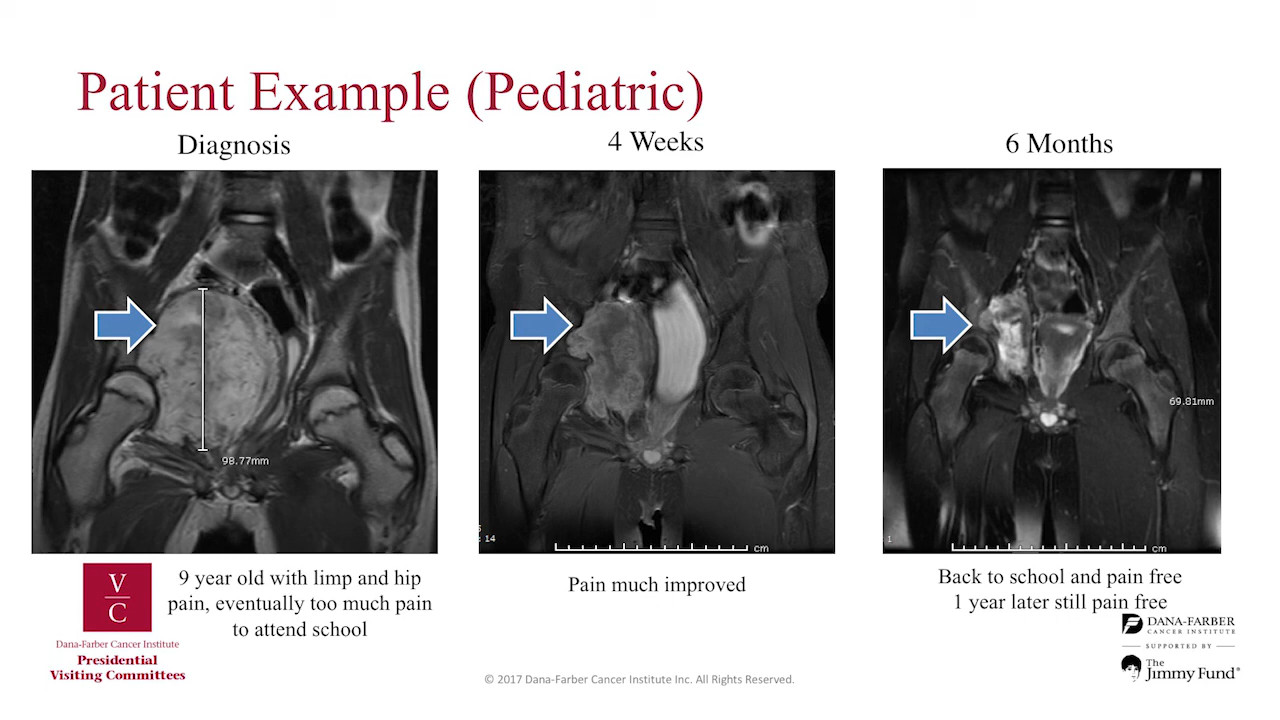 Patient Example (Pediatric)
Diagnosis
4 Weeks
6 Months
98.77mm
14
cm
69.81mm
1
cm
9 year old with limp and hip
pain, eventually too much pain
to attend school
Pain much improved
Back to school and pain free
1 year later still pain free
V
C
Dana-Farber Cancer Institute
Presidential
Visiting Committees
© 2017 Dana-Farber Cancer Institute Inc. All Rights Reserved.
DANA-FARBER
CANCER INSTITUTE
SUPPORTED BY
The
Jimmy Fund®